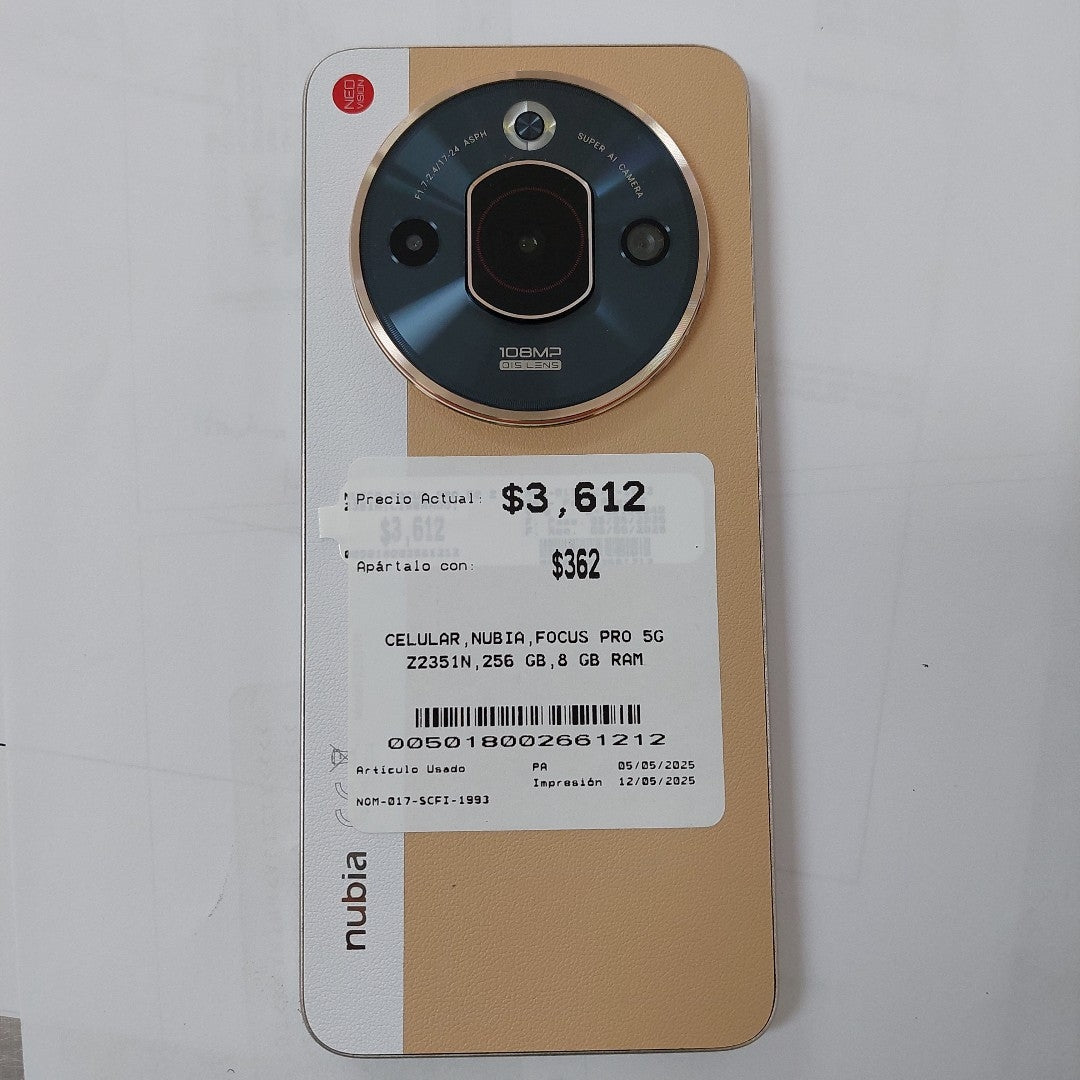 NEO
VISION
F1.7-2.4/17-24 ASPH
SUPER AI CAMERA
108MP
OIS LENS
Precio Actual: $3,612
$3,612
Apártalo con: $362
CELULAR,NUBIA,FOCUS PRO 5G
Z2351N,256 GB,8 GB RAM
005018002661212
Artículo Usado PA 05/05/2025
Impresión 12/05/2025
NOM-017-SCFI-1993
nubia